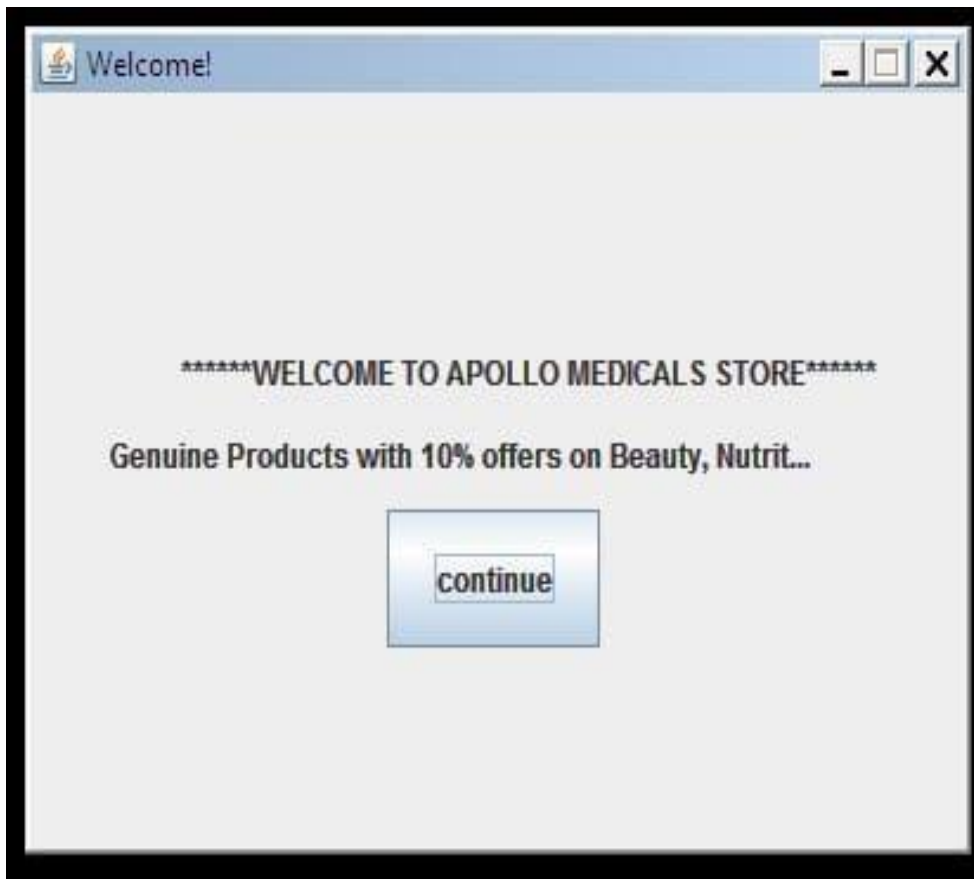 Welcome!
******WELCOME TO APOLLO MEDICALS STORE******
Genuine Products with 10% offers on Beauty, Nutrit...
continue